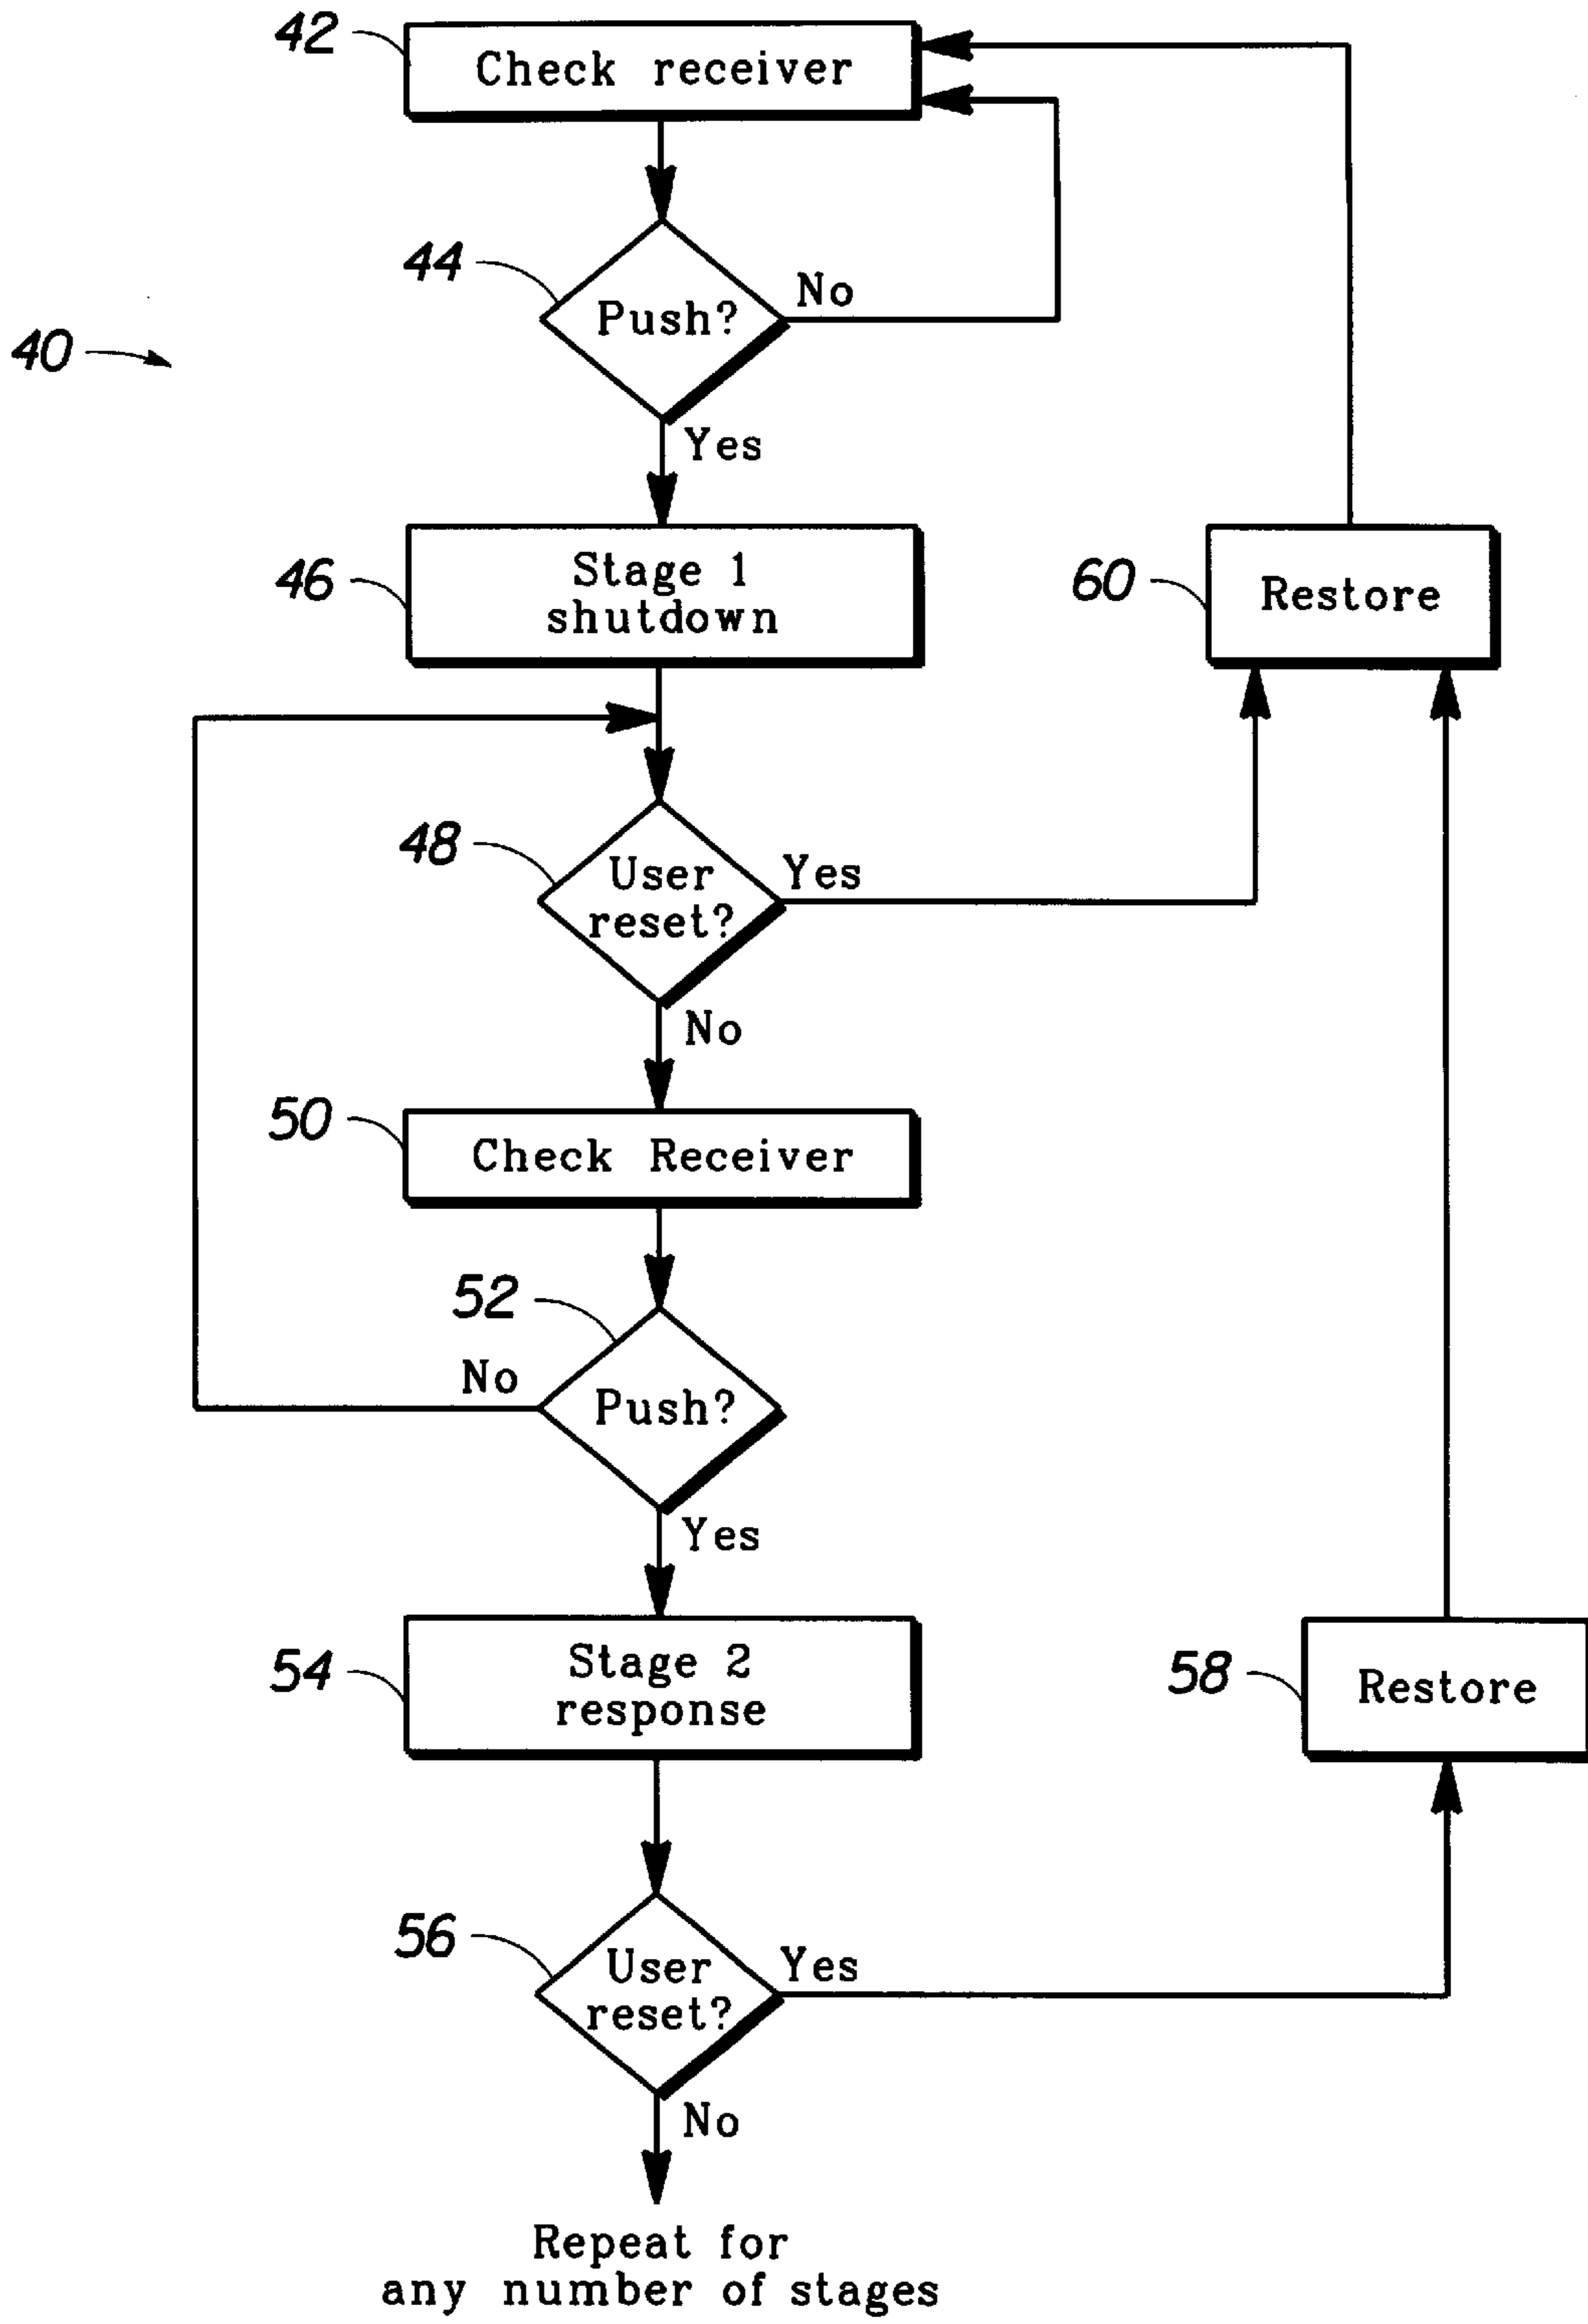 42
Check receiver
44
Push?
No
40
Yes
46
Stage 1
shutdown
60
Restore
48
User
reset?
Yes
No
50
Check Receiver
52
No
Push?
Yes
54
Stage 2
response
58
Restore
56
User
reset?
Yes
No
Repeat for
any number of stages